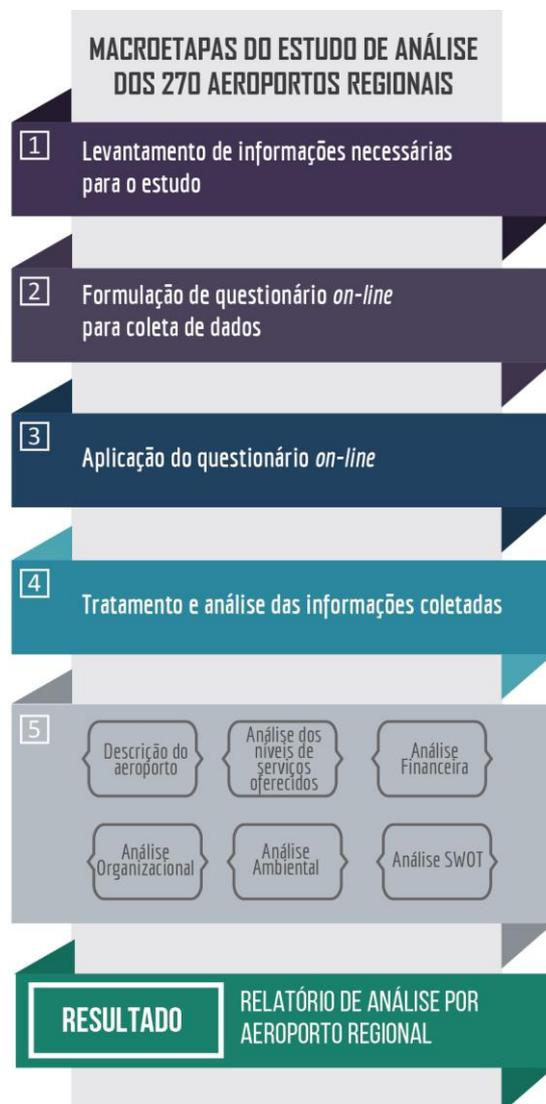 MACROETAPAS DO ESTUDO DE ANÁLISE
DOS 270 AEROPORTOS REGIONAIS
1
Levantamento de informações necessárias
para o estudo
2
Formulação de questionário on-line
para coleta de dados
3
Aplicação do questionário on-line
4
Tratamento e análise das informações coletadas
5
Descrição do
aeroporto
Análise dos
níveis de
serviços
oferecidos
Análise
Financeira
Análise
Organizacional
Análise
Ambiental
Análise SWOT
RESULTADO
RELATÓRIO DE ANÁLISE POR
AEROPORTO REGIONAL